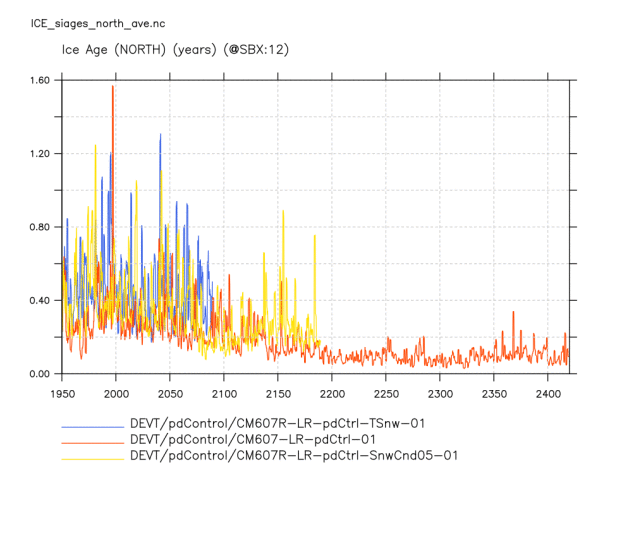 ICE_siages_north_ave.nc
Ice Age (NORTH) (years) (@SBX:12)
1.60
1.20
0.80
0.40
0.00
1950 2000 2050 2100 2150 2200 2250 2300 2350 2400
DEVT/pdControl/CM607R-LR-pdCtrl-TSnw-01
DEVT/pdControl/CM607-LR-pdCtrl-01
DEVT/pdControl/CM607R-LR-pdCtrl-SnwCnd05-01